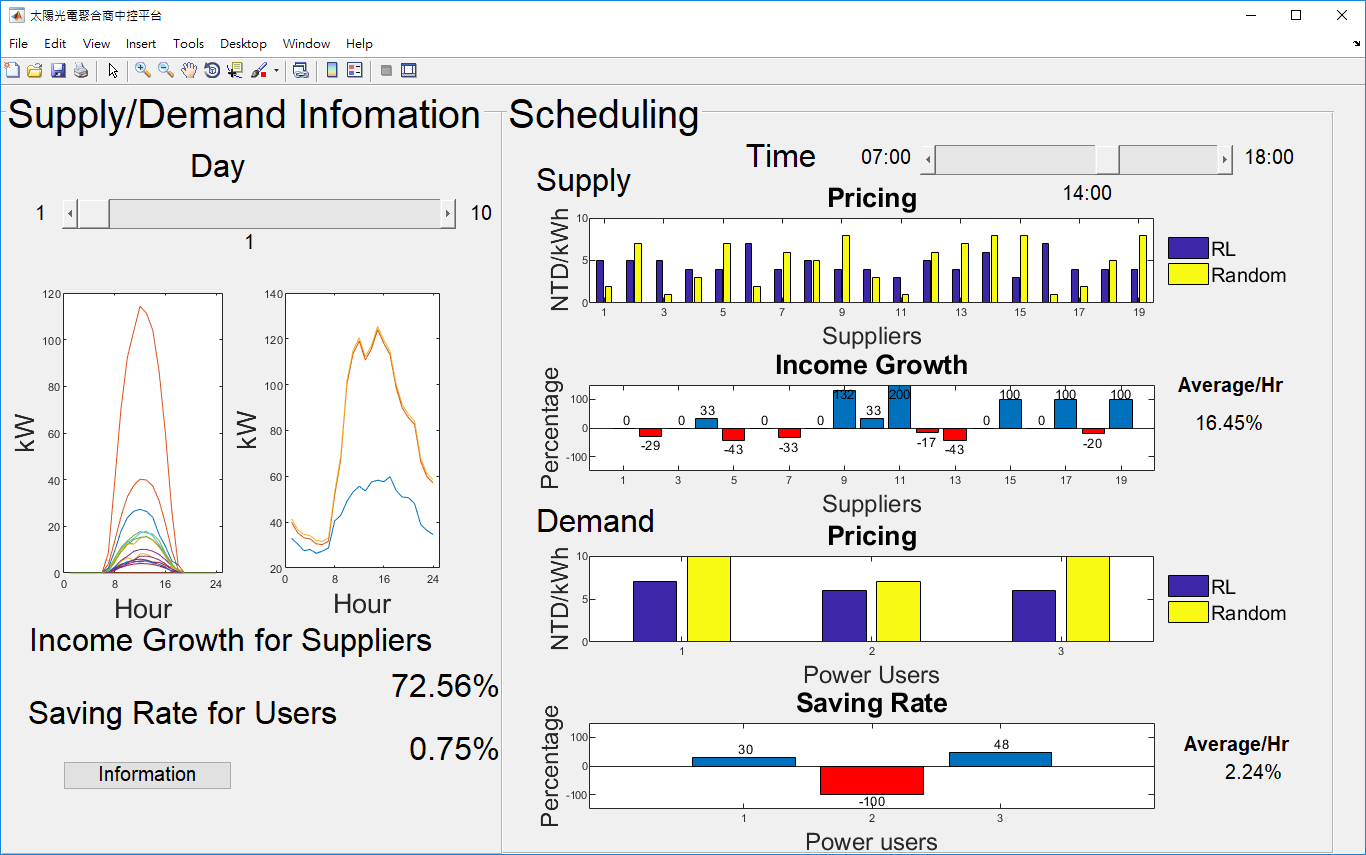 太陽光電聚合商中控平台
File Edit View Insert Tools Desktop Window Help
Supply/Demand Infomation
Day
1 10
1
120
100
80
60
40
20
0
kW
0 8 16 24
Hour
140
120
100
80
60
40
20
kW
0 8 16 24
Hour
Income Growth for Suppliers
72.56%
Saving Rate for Users
0.75%
Information
Scheduling
Time 07:00 18:00
14:00
Supply
Pricing
NTD/kWh
10
5
0
1 3 5 7 9 11 13 15 17 19
Suppliers
RL
Random
Income Growth
Percentage
100
0
-100
0 -29 0 33 -43 0 -33 0 132 33 200 -17 -43 0 100 0 100 -20 100
1 3 5 7 9 11 13 15 17 19
Suppliers
Average/Hr
16.45%
Demand
Pricing
NTD/kWh
10
5
0
1 2 3
Power Users
RL
Random
Saving Rate
Percentage
100
0
-100
30 -100 48
1 2 3
Power users
Average/Hr
2.24%